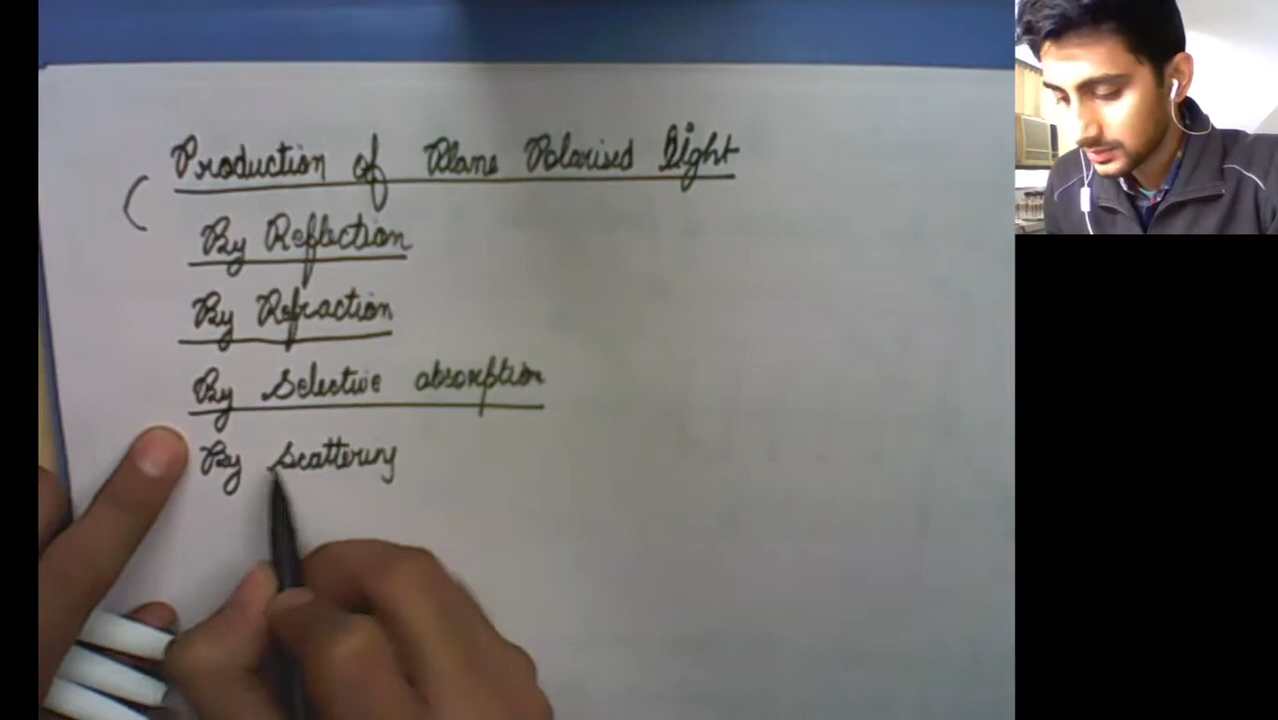 Production of Plane Polarised Light
By Reflection
By Refraction
By Selective absorption
By Scattering